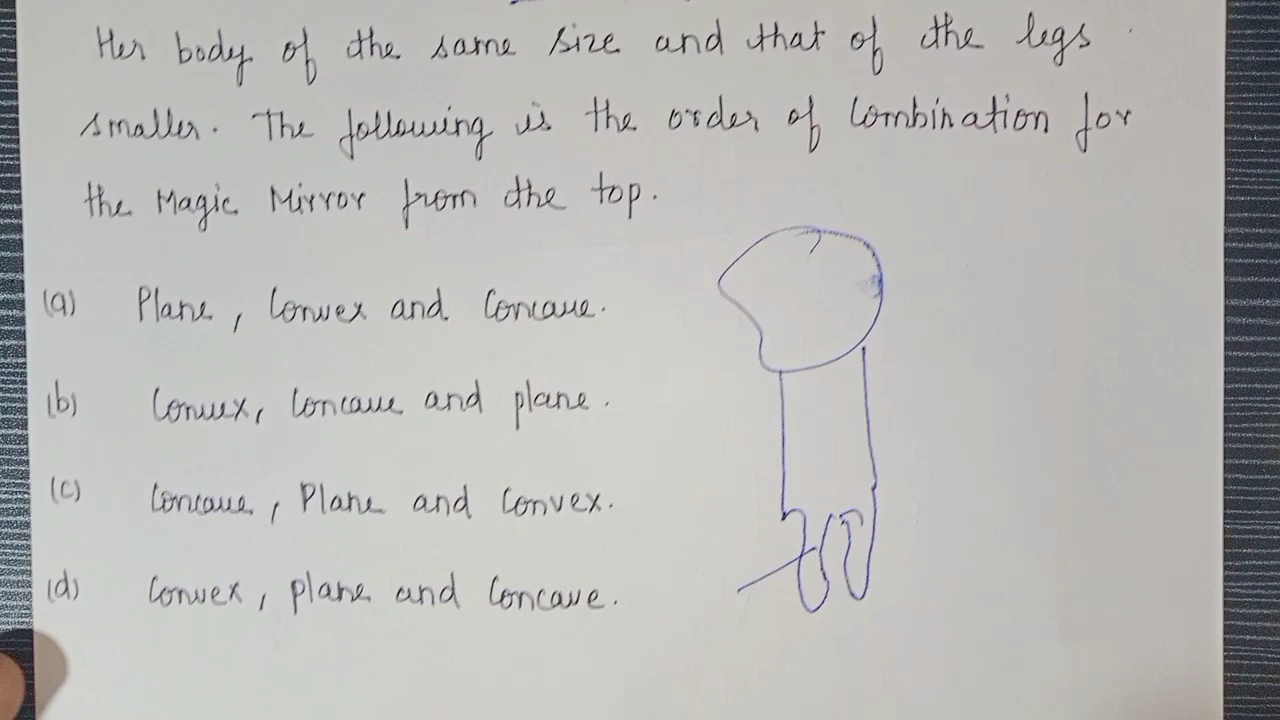 Her body of the same size and that of the legs
smaller. The following is the order of combination for
the Magic Mirror from the top.
(a) Plane, Convex and Concave.
(b) Convex, Concave and plane.
(c) Concave, Plane and Convex.
(d) Convex, plane and Concave.